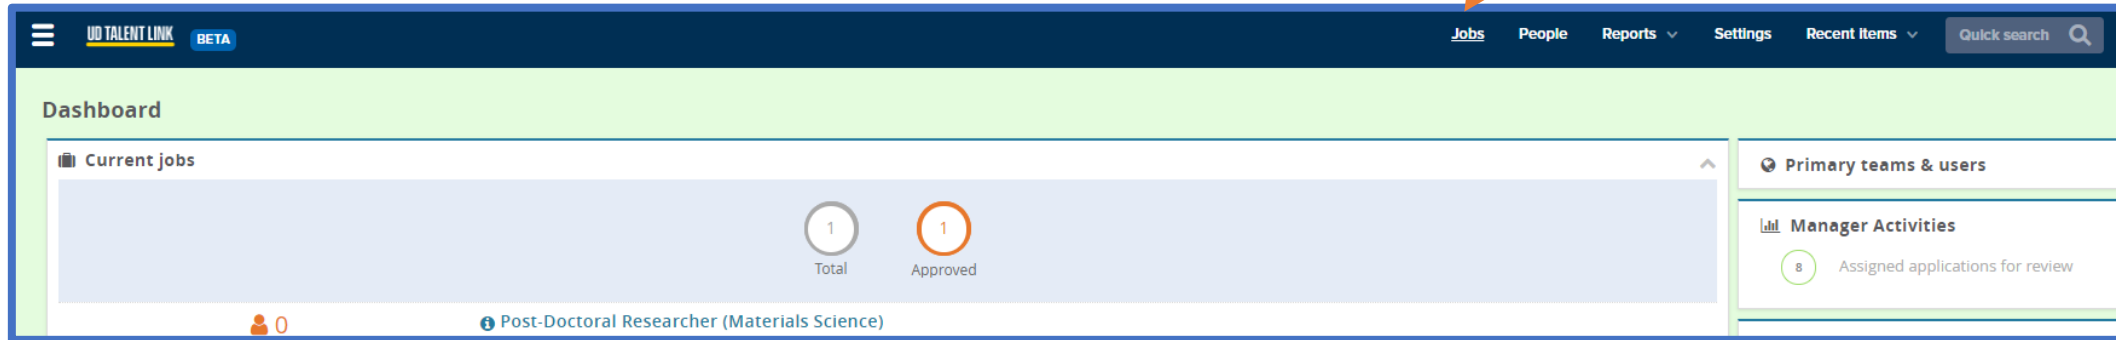 UD TALENT LINK BETA Jobs People Reports Settings Recent items Quick search
Dashboard
Current jobs
1 1
Total Approved
0 Post-Doctoral Researcher (Materials Science)
Primary teams & users
Manager Activities
8 Assigned applications for review